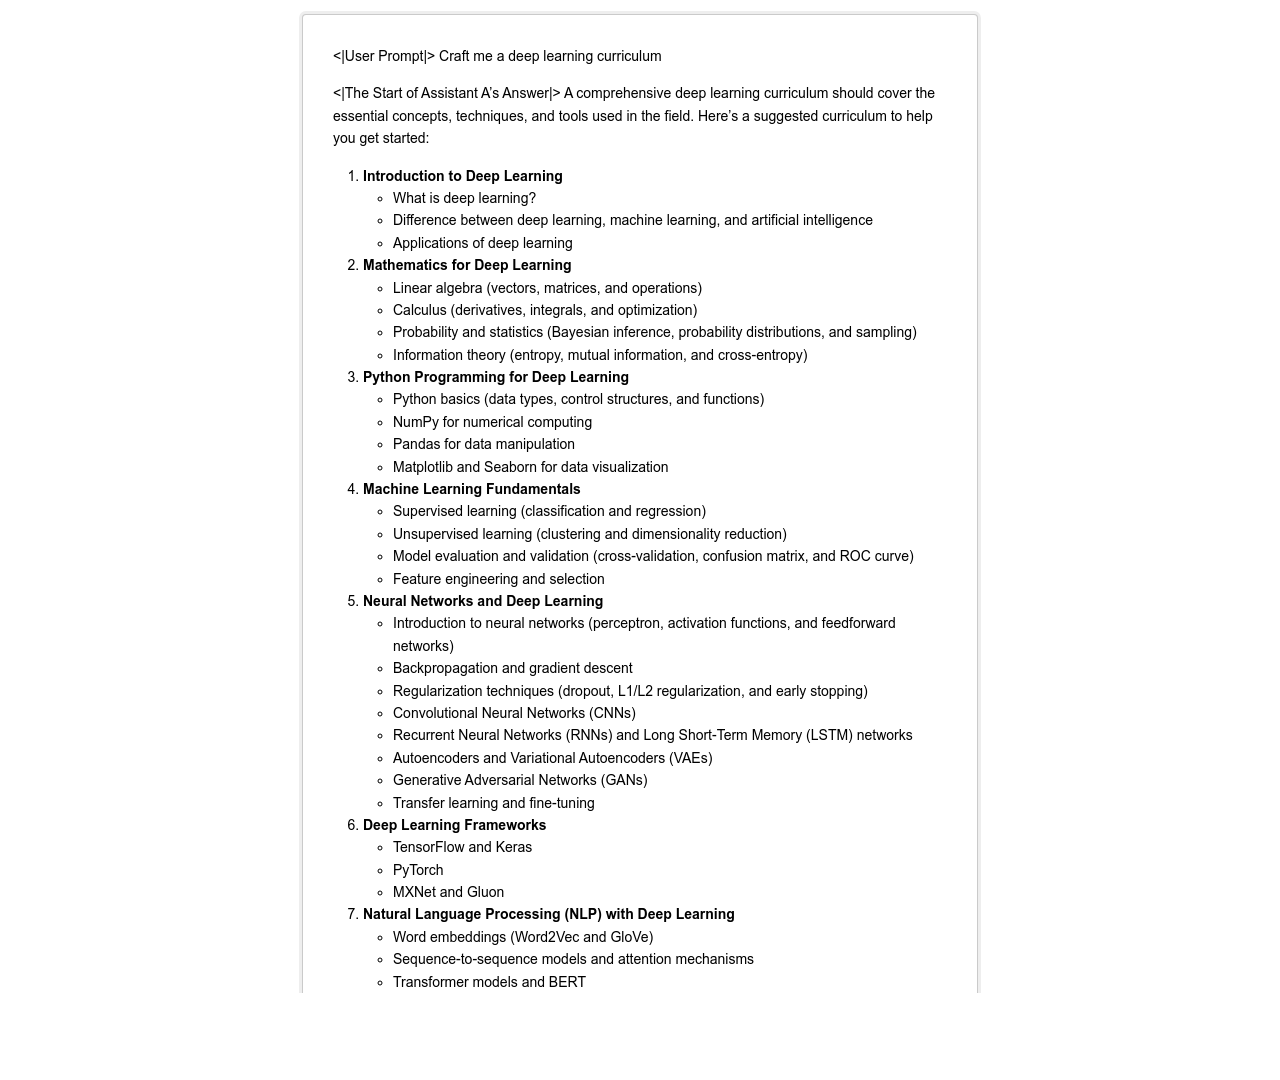 <|User Prompt|> Craft me a deep learning curriculum
<|The Start of Assistant A’s Answer|> A comprehensive deep learning curriculum should cover the
essential concepts, techniques, and tools used in the field. Here’s a suggested curriculum to help
you get started:
1. Introduction to Deep Learning
◦ What is deep learning?
◦ Difference between deep learning, machine learning, and artificial intelligence
◦ Applications of deep learning
2. Mathematics for Deep Learning
◦ Linear algebra (vectors, matrices, and operations)
◦ Calculus (derivatives, integrals, and optimization)
◦ Probability and statistics (Bayesian inference, probability distributions, and sampling)
◦ Information theory (entropy, mutual information, and cross-entropy)
3. Python Programming for Deep Learning
◦ Python basics (data types, control structures, and functions)
◦ NumPy for numerical computing
◦ Pandas for data manipulation
◦ Matplotlib and Seaborn for data visualization
4. Machine Learning Fundamentals
◦ Supervised learning (classification and regression)
◦ Unsupervised learning (clustering and dimensionality reduction)
◦ Model evaluation and validation (cross-validation, confusion matrix, and ROC curve)
◦ Feature engineering and selection
5. Neural Networks and Deep Learning
◦ Introduction to neural networks (perceptron, activation functions, and feedforward
networks)
◦ Backpropagation and gradient descent
◦ Regularization techniques (dropout, L1/L2 regularization, and early stopping)
◦ Convolutional Neural Networks (CNNs)
◦ Recurrent Neural Networks (RNNs) and Long Short-Term Memory (LSTM) networks
◦ Autoencoders and Variational Autoencoders (VAEs)
◦ Generative Adversarial Networks (GANs)
◦ Transfer learning and fine-tuning
6. Deep Learning Frameworks
◦ TensorFlow and Keras
◦ PyTorch
◦ MXNet and Gluon
7. Natural Language Processing (NLP) with Deep Learning
◦ Word embeddings (Word2Vec and GloVe)
◦ Sequence-to-sequence models and attention mechanisms
◦ Transformer models and BERT